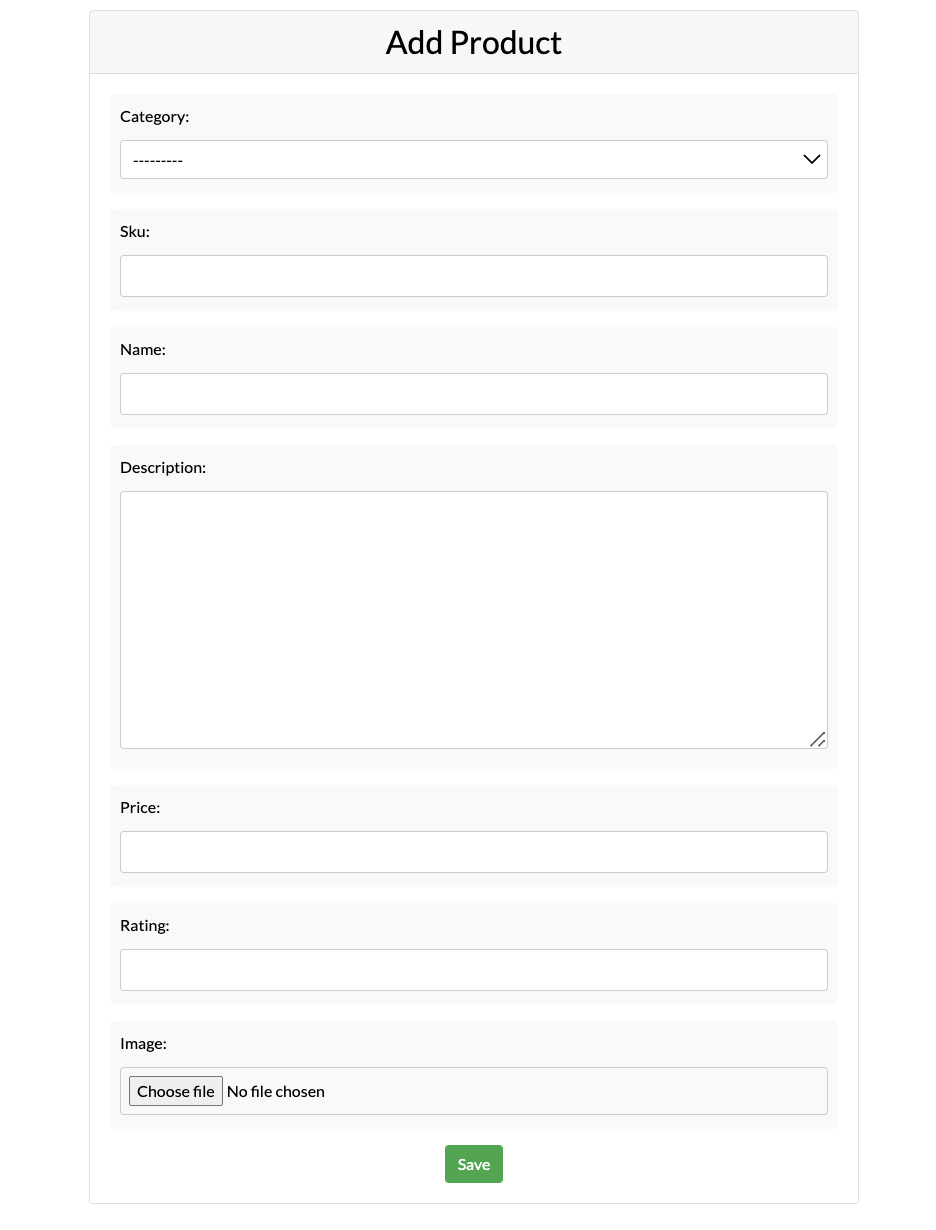 Add Product
Category:
---------
Sku:
Name:
Description:
Price:
Rating:
Image:
Choose file No file chosen
Save